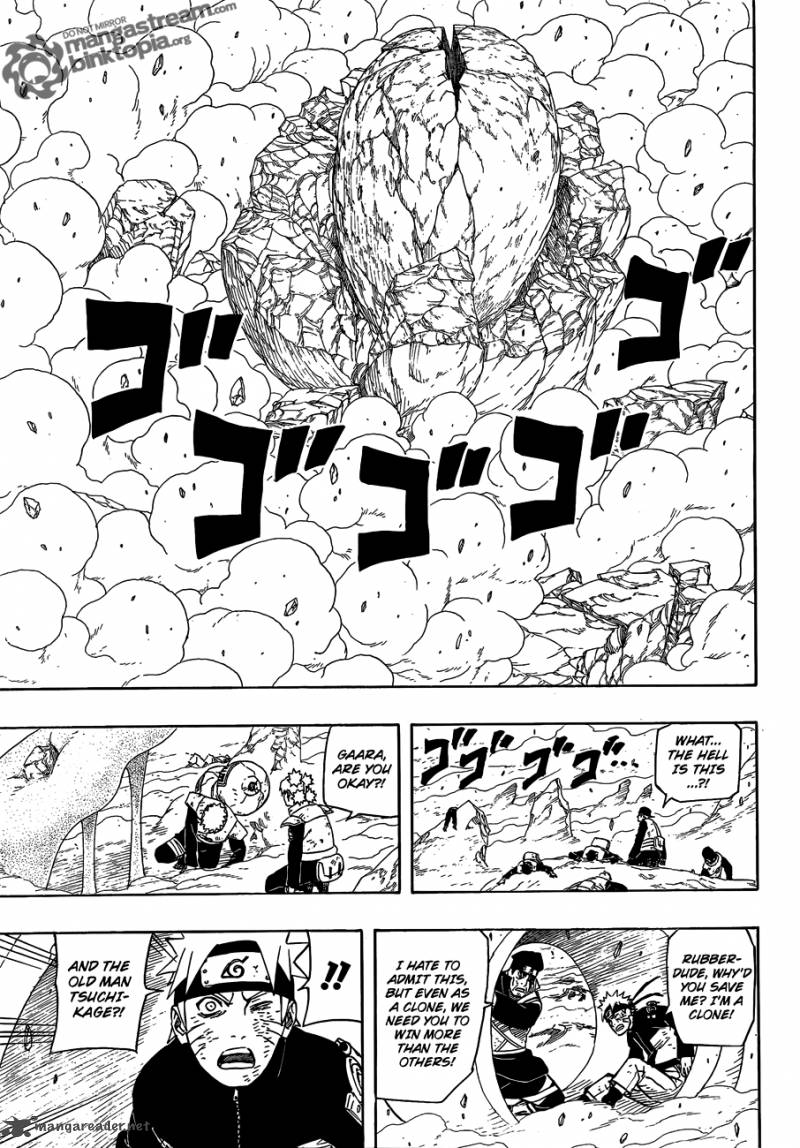 DO NOT MIRROR
mangastream.com
binktopia.org
ゴ
ゴ
ゴ
ゴ
ゴ
WHAT...
THE HELL
IS THIS
...?!
ゴゴゴゴ...
GAARA,
ARE YOU
OKAY?!
RUBBER-
DUDE, WHY'D
YOU SAVE
ME? I'M A
CLONE!
I HATE TO
ADMIT THIS,
BUT EVEN AS
A CLONE, WE
NEED YOU TO
WIN MORE
THAN THE
OTHERS!
!!
AND THE
OLD MAN
TSUCHI-
KAGE?!
mangareader.net